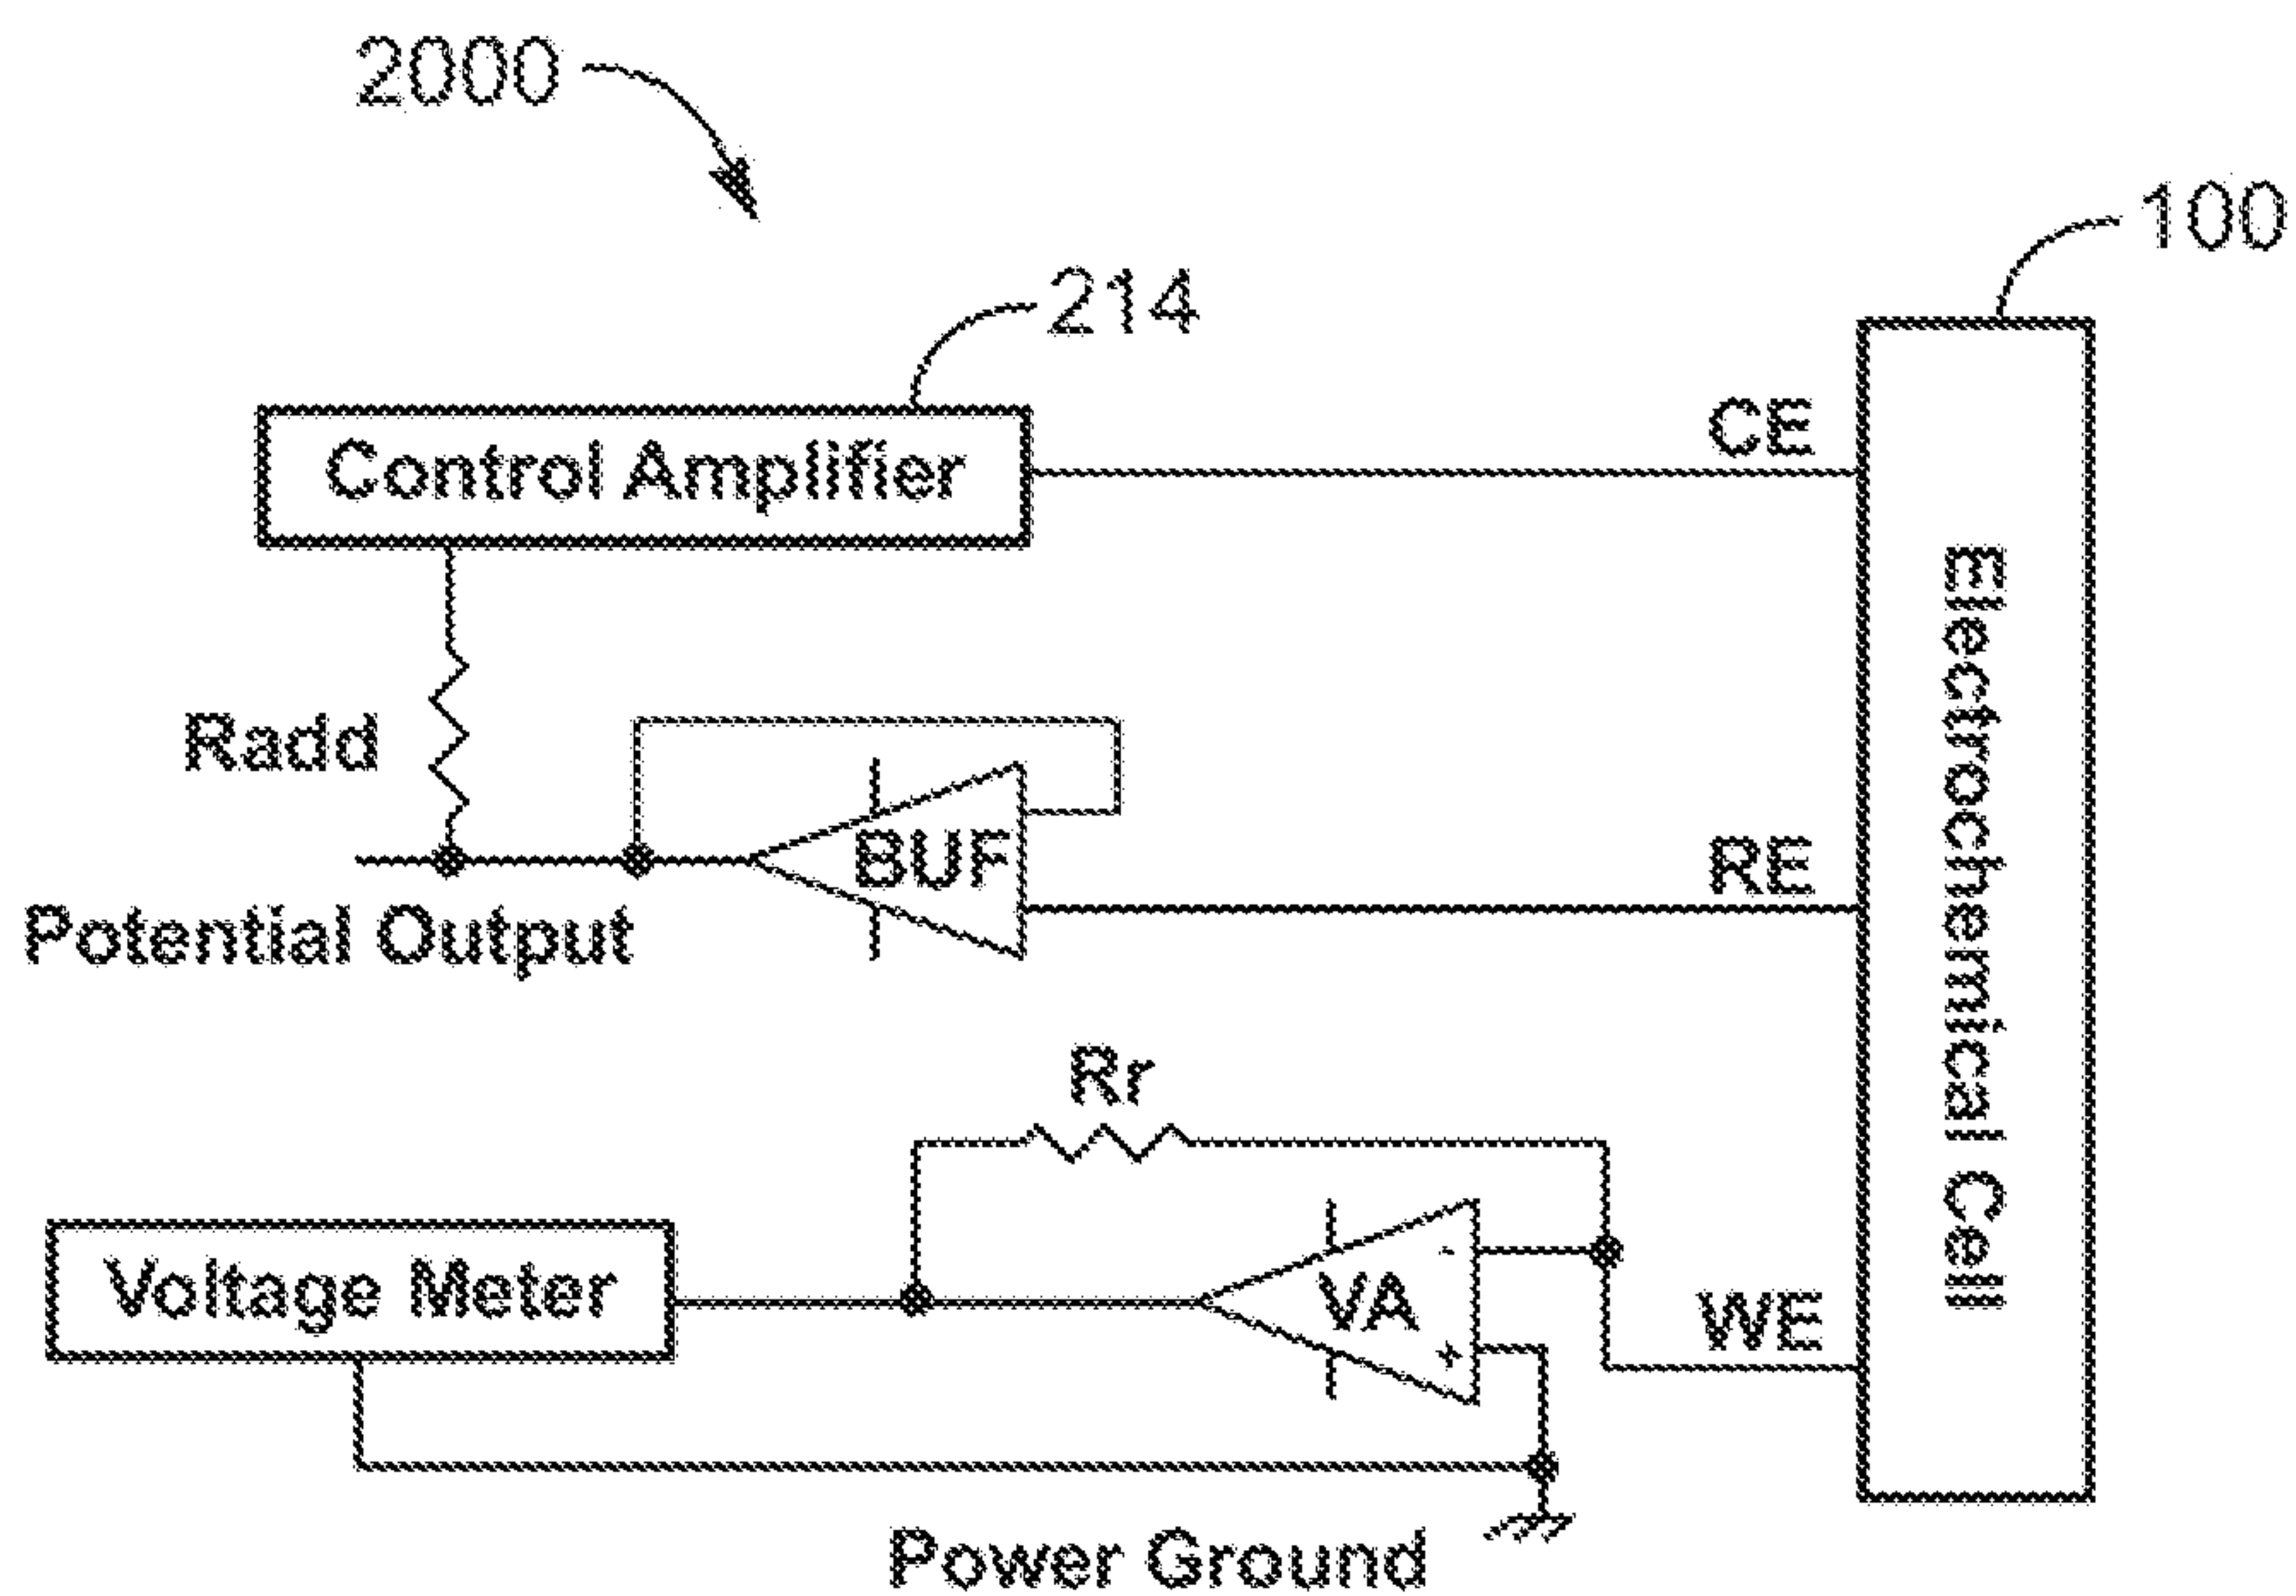 2000
100
214
CE
Control Amplifier
Radd
BUF
RE
Potential Output
Electrochemical Cell
Rr
-
VA
+
WE
Voltage Meter
Power Ground